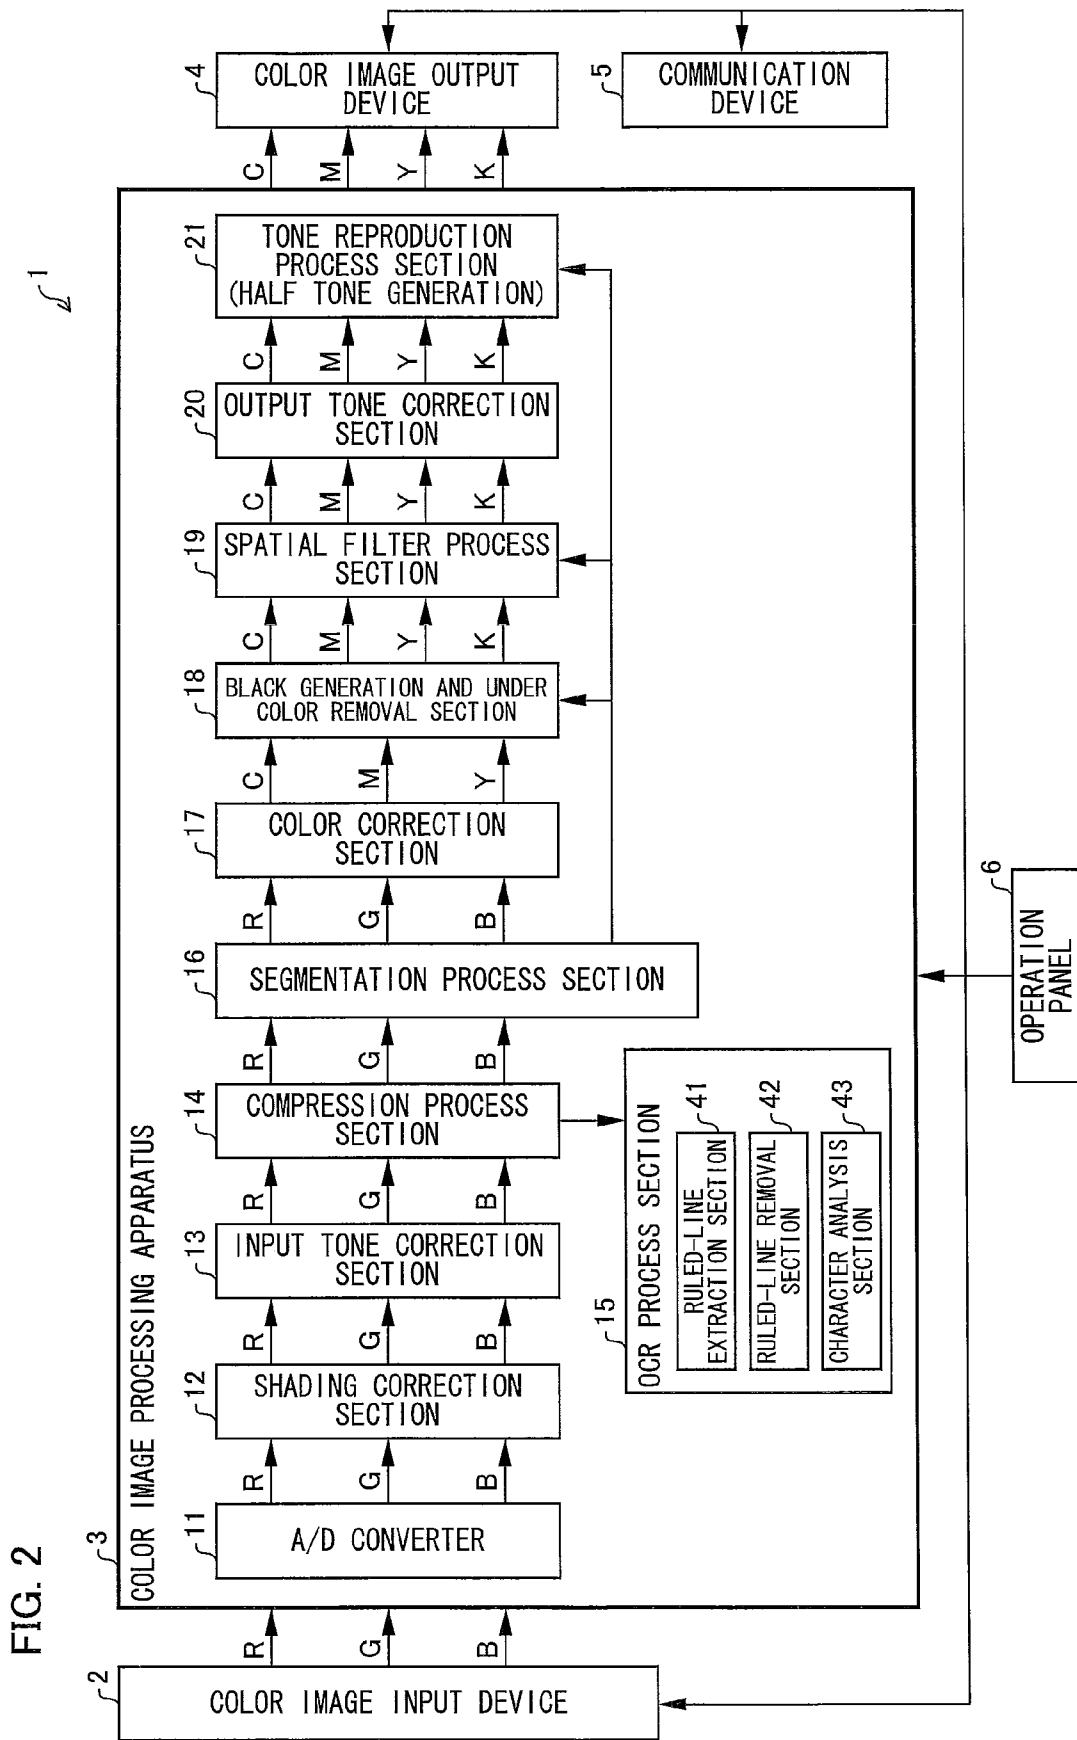 FIG. 2
1
2
COLOR IMAGE INPUT DEVICE
R
G
B
3
COLOR IMAGE PROCESSING APPARATUS
11
A/D CONVERTER
R
G
B
12
SHADING CORRECTION
SECTION
R
G
B
13
INPUT TONE CORRECTION
SECTION
R
G
B
14
COMPRESSION PROCESS
SECTION
R
G
B
15
OCR PROCESS SECTION
RULED-LINE
EXTRACTION SECTION
41
RULED-LINE REMOVAL
SECTION
42
CHARACTER ANALYSIS
SECTION
43
16
SEGMENTATION PROCESS SECTION
R
G
B
17
COLOR CORRECTION
SECTION
C
M
Y
18
BLACK GENERATION AND UNDER
COLOR REMOVAL SECTION
C
M
Y
K
19
SPATIAL FILTER PROCESS
SECTION
C
M
Y
K
20
OUTPUT TONE CORRECTION
SECTION
C
M
Y
K
21
TONE REPRODUCTION
PROCESS SECTION
(HALF TONE GENERATION)
C
M
Y
K
4
COLOR IMAGE OUTPUT
DEVICE
5
COMMUNICATION
DEVICE
6
OPERATION
PANEL